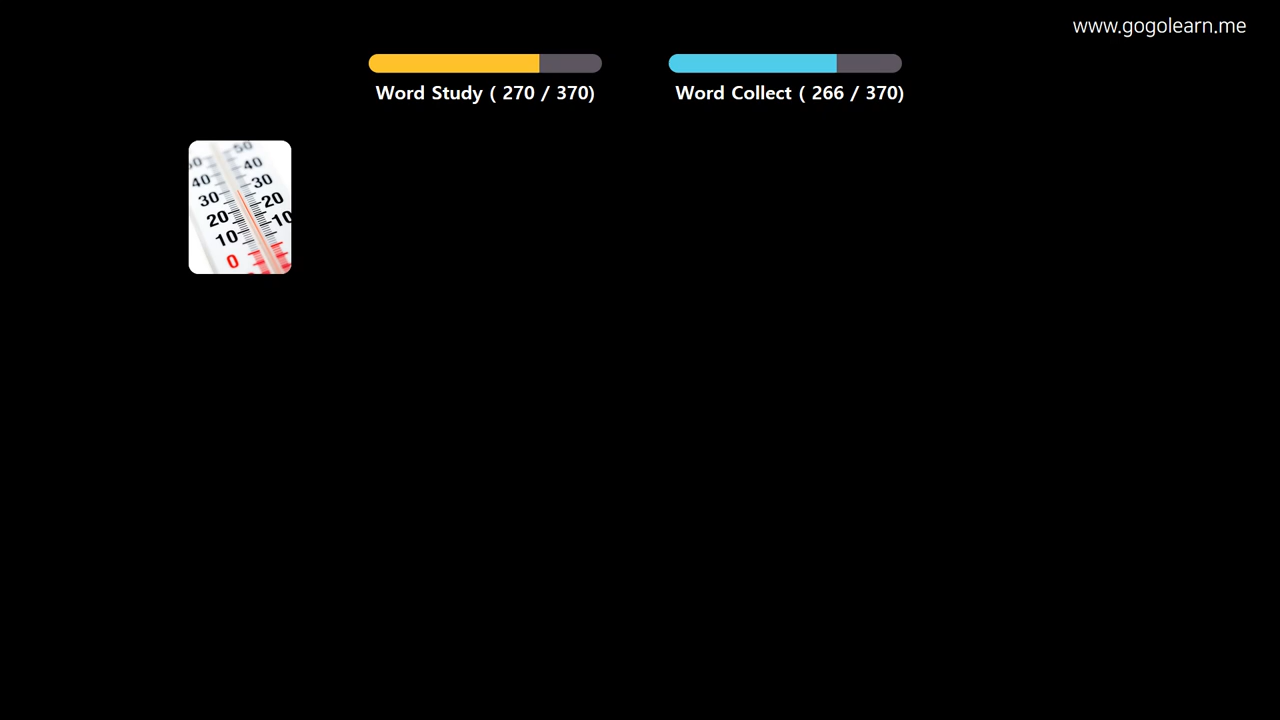 www.gogolearn.me
Word Study ( 270 / 370)
Word Collect ( 266 / 370)
50
40 40
30 30
20 20
10 10
0